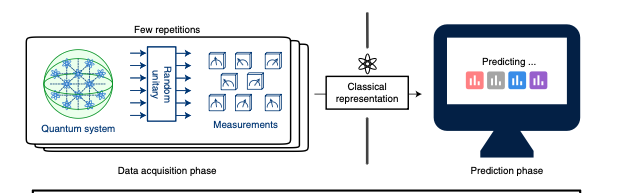 Few repetitions
Random
unitary
Quantum system
Measurements
Data acquisition phase
Classical
representation
Predicting ...
Prediction phase